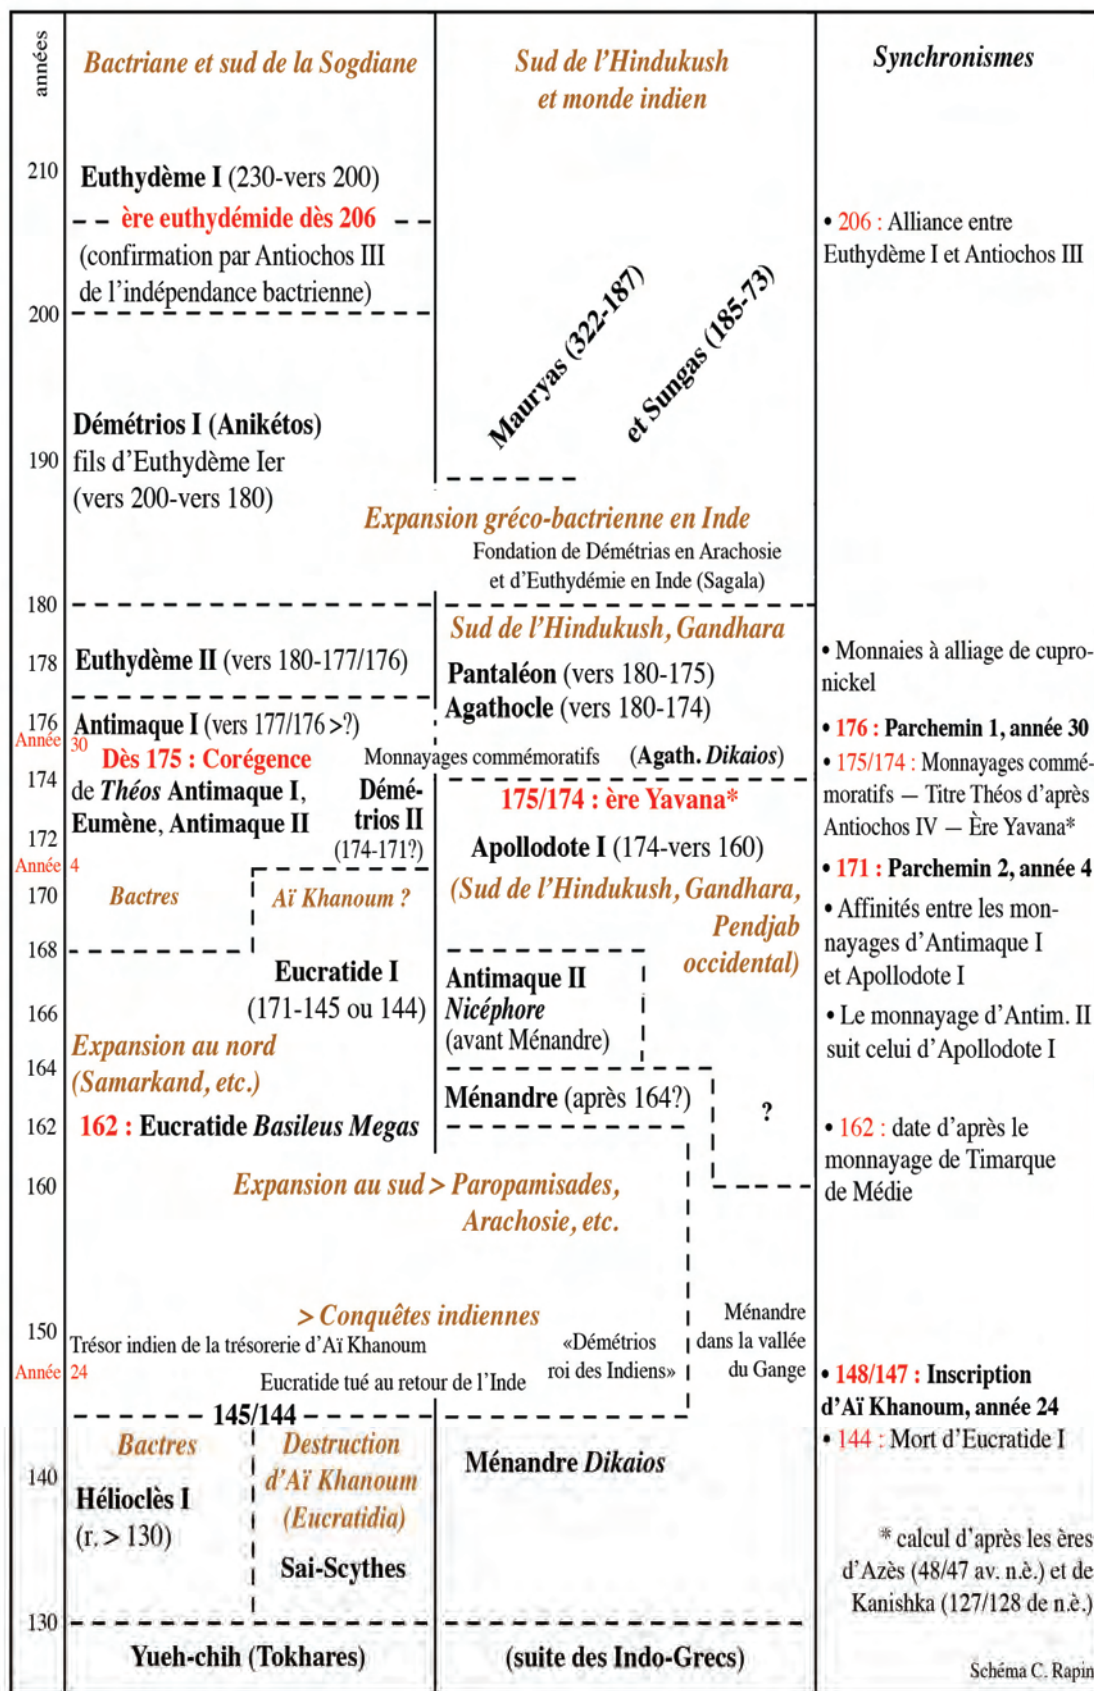 années
Bactriane et sud de la Sogdiane
Sud de l'Hindukush
et monde indien
Synchronismes
210
Euthydème I (230-vers 200)
ère euthydémide dès 206
(confirmation par Antiochos III
de l'indépendance bactrienne)
• 206 : Alliance entre
Euthydème I et Antiochos III
200
Mauryas (322-187)
et Sungas (185-73)
Démétrios I (Anikétos)
fils d'Euthydème Ier
(vers 200-vers 180)
190
Expansion gréco-bactrienne en Inde
Fondation de Démétrias en Arachosie
et d'Euthydémie en Inde (Sagala)
180
Sud de l'Hindukush, Gandhara
178
Euthydème II (vers 180-177/176)
Pantaléon (vers 180-175)
Agathocle (vers 180-174)
• Monnaies à alliage de cupro-
nickel
176
Antimaque I (vers 177/176 >?)
Année 30
Dès 175 : Corégence
de Théos Antimaque I,
Eumène, Antimaque II
Monnayages commémoratifs (Agath. Dikaios)
• 176 : Parchemin 1, année 30
• 175/174 : Monnayages commé-
moratifs — Titre Théos d'après
Antiochos IV — Ère Yavana*
174
Démé-
trios II
(174-171?)
175/174 : ère Yavana*
172
Apollodote I (174-vers 160)
Année 4
• 171 : Parchemin 2, année 4
170
Bactres
Aï Khanoum ?
(Sud de l'Hindukush, Gandhara,
Pendjab
occidental)
• Affinités entre les mon-
nayages d'Antimaque I
et Apollodote I
168
Eucratide I
(171-145 ou 144)
Antimaque II
Nicéphore
(avant Ménandre)
166
• Le monnayage d'Antim. II
suit celui d'Apollodote I
Expansion au nord
(Samarkand, etc.)
164
Ménandre (après 164?)
?
162
162 : Eucratide Basileus Megas
• 162 : date d'après le
monnayage de Timarque
de Médie
160
Expansion au sud > Paropamisades,
Arachosie, etc.
> Conquêtes indiennes
150
Trésor indien de la trésorerie d'Aï Khanoum
«Démétrios
roi des Indiens»
Ménandre
dans la vallée
du Gange
Année 24
Eucratide tué au retour de l'Inde
• 148/147 : Inscription
d'Aï Khanoum, année 24
145/144
• 144 : Mort d'Eucratide I
Bactres
Destruction
d'Aï Khanoum
(Eucratidia)
Ménandre Dikaios
140
Hélioclès I
(r. > 130)
Sai-Scythes
* calcul d'après les ères
d'Azès (48/47 av. n.è.) et de
Kanishka (127/128 de n.è.)
130
Yueh-chih (Tokhares)
(suite des Indo-Grecs)
Schéma C. Rapin